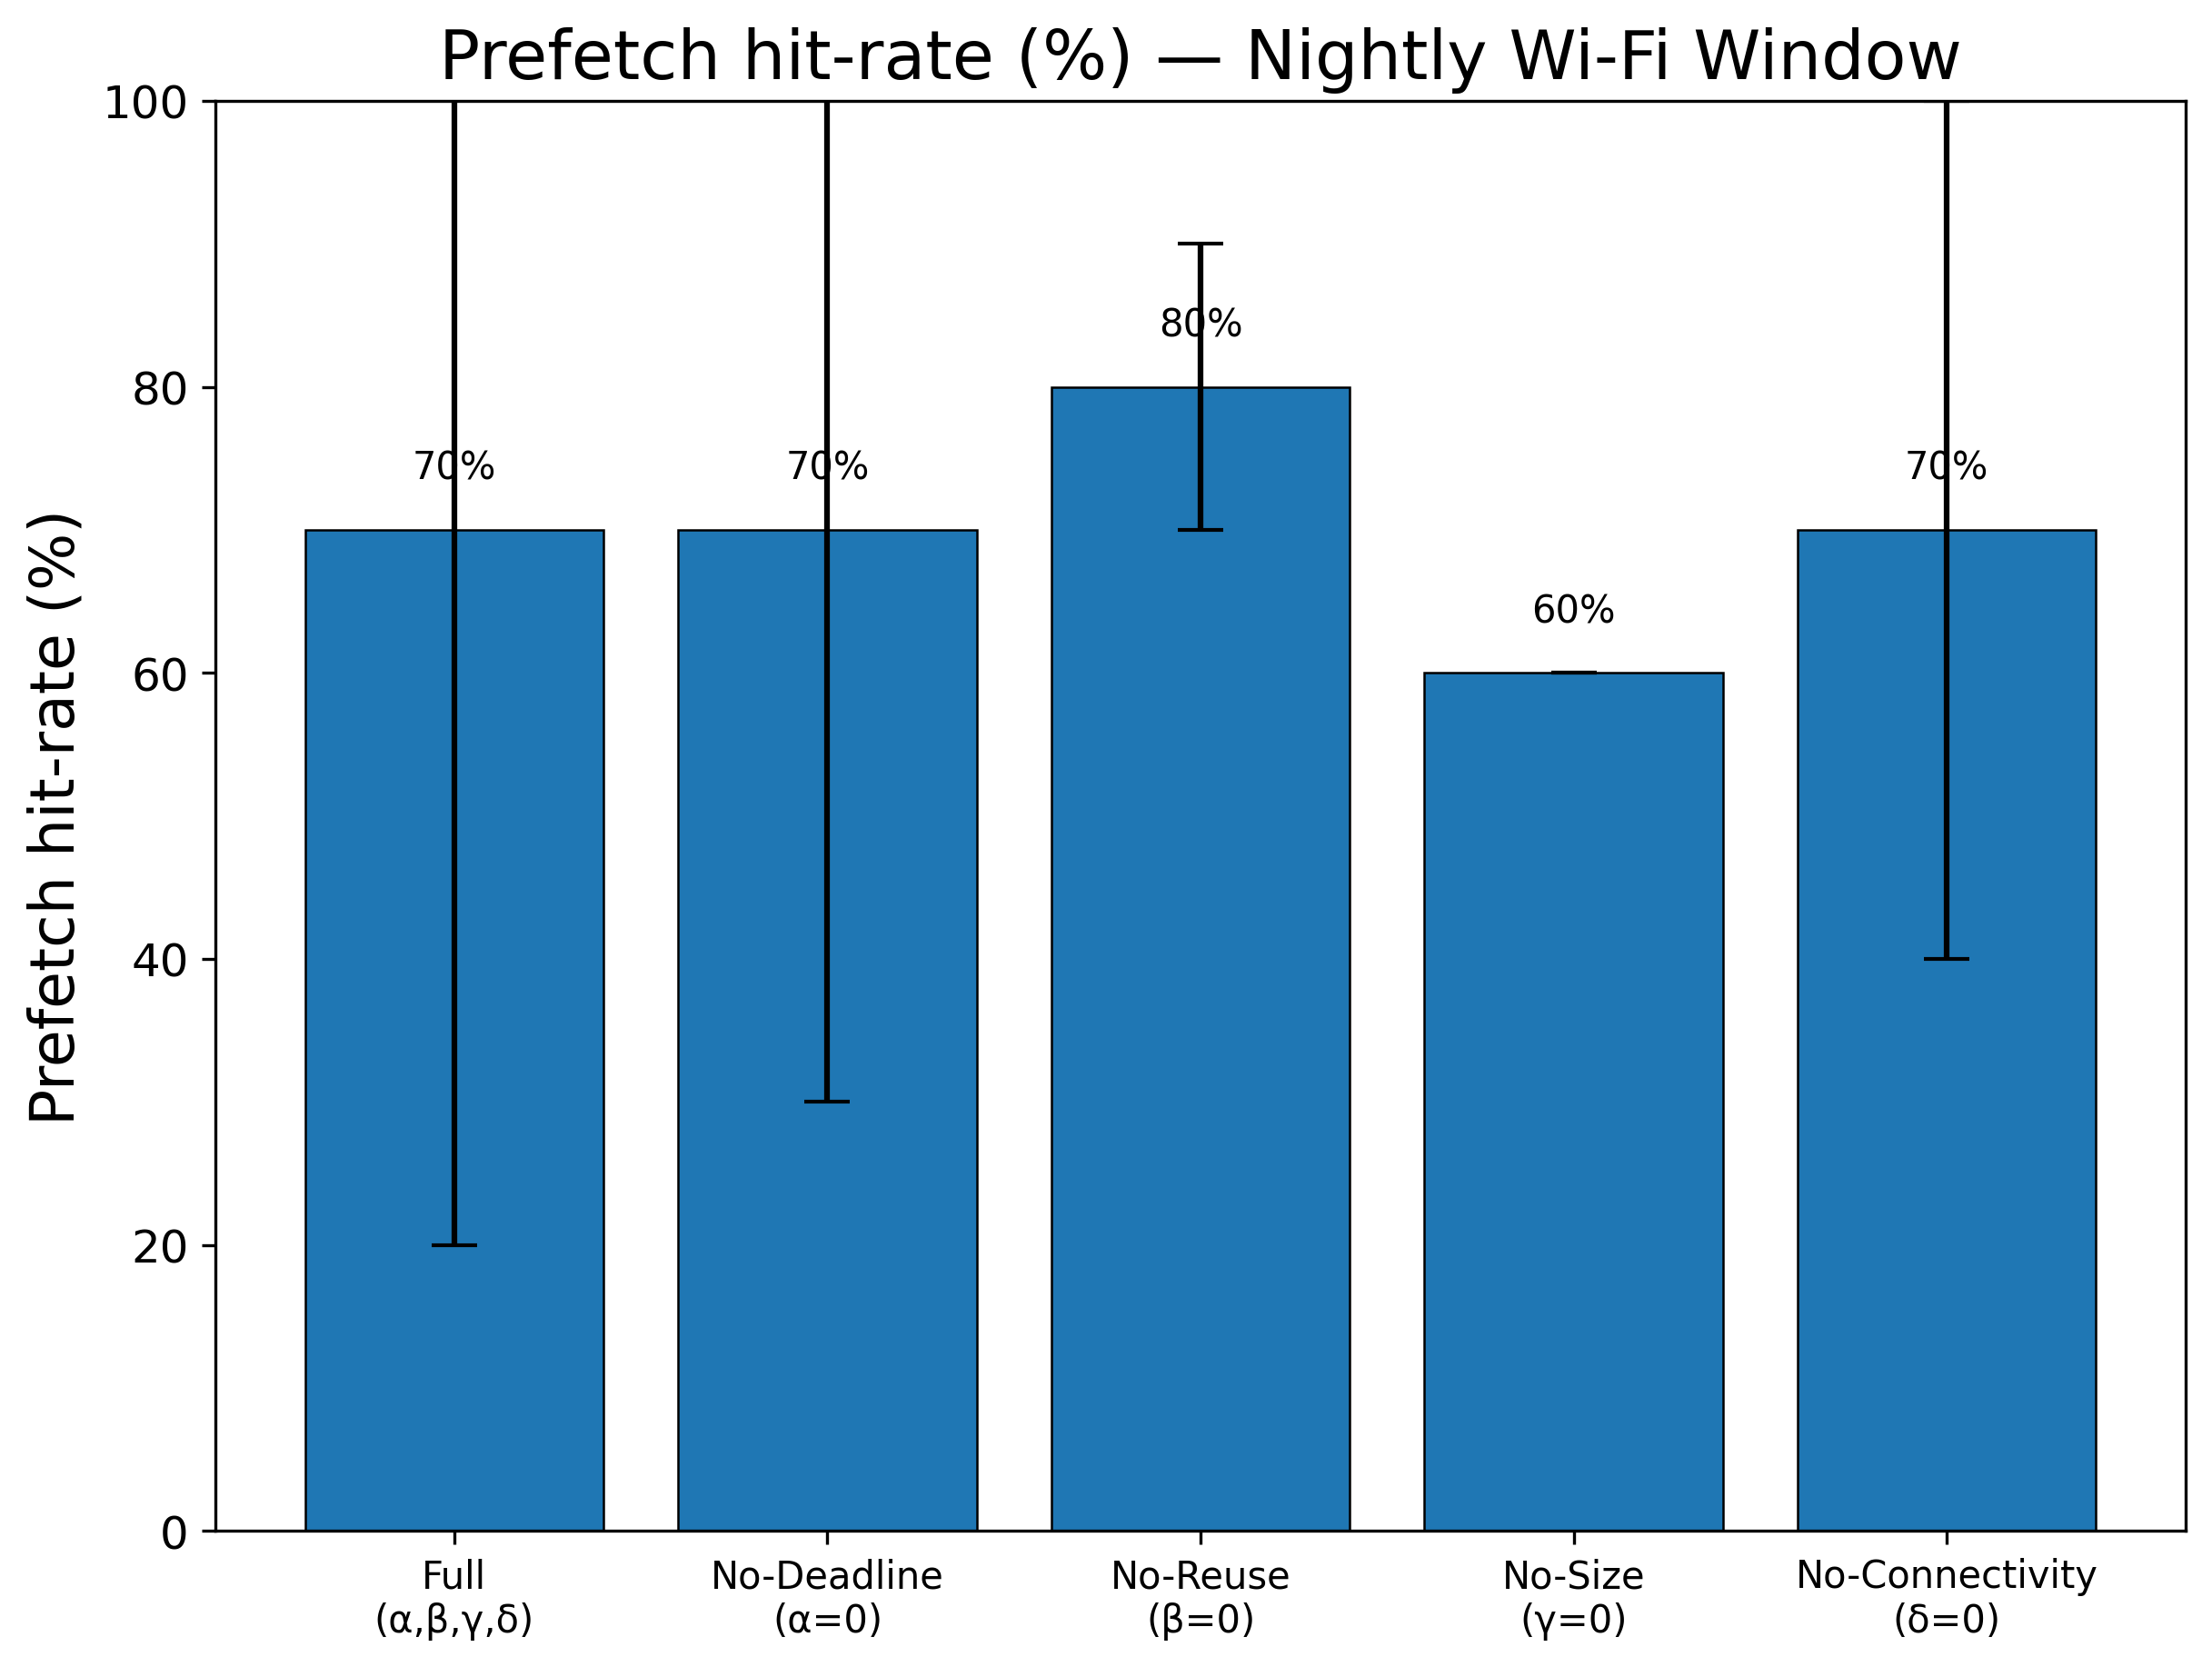 Prefetch hit-rate (%) — Nightly Wi-Fi Window
Prefetch hit-rate (%)
100
80
60
40
20
0
70%
70%
80%
60%
70%
Full
(α,β,γ,δ)
No-Deadline
(α=0)
No-Reuse
(β=0)
No-Size
(γ=0)
No-Connectivity
(δ=0)